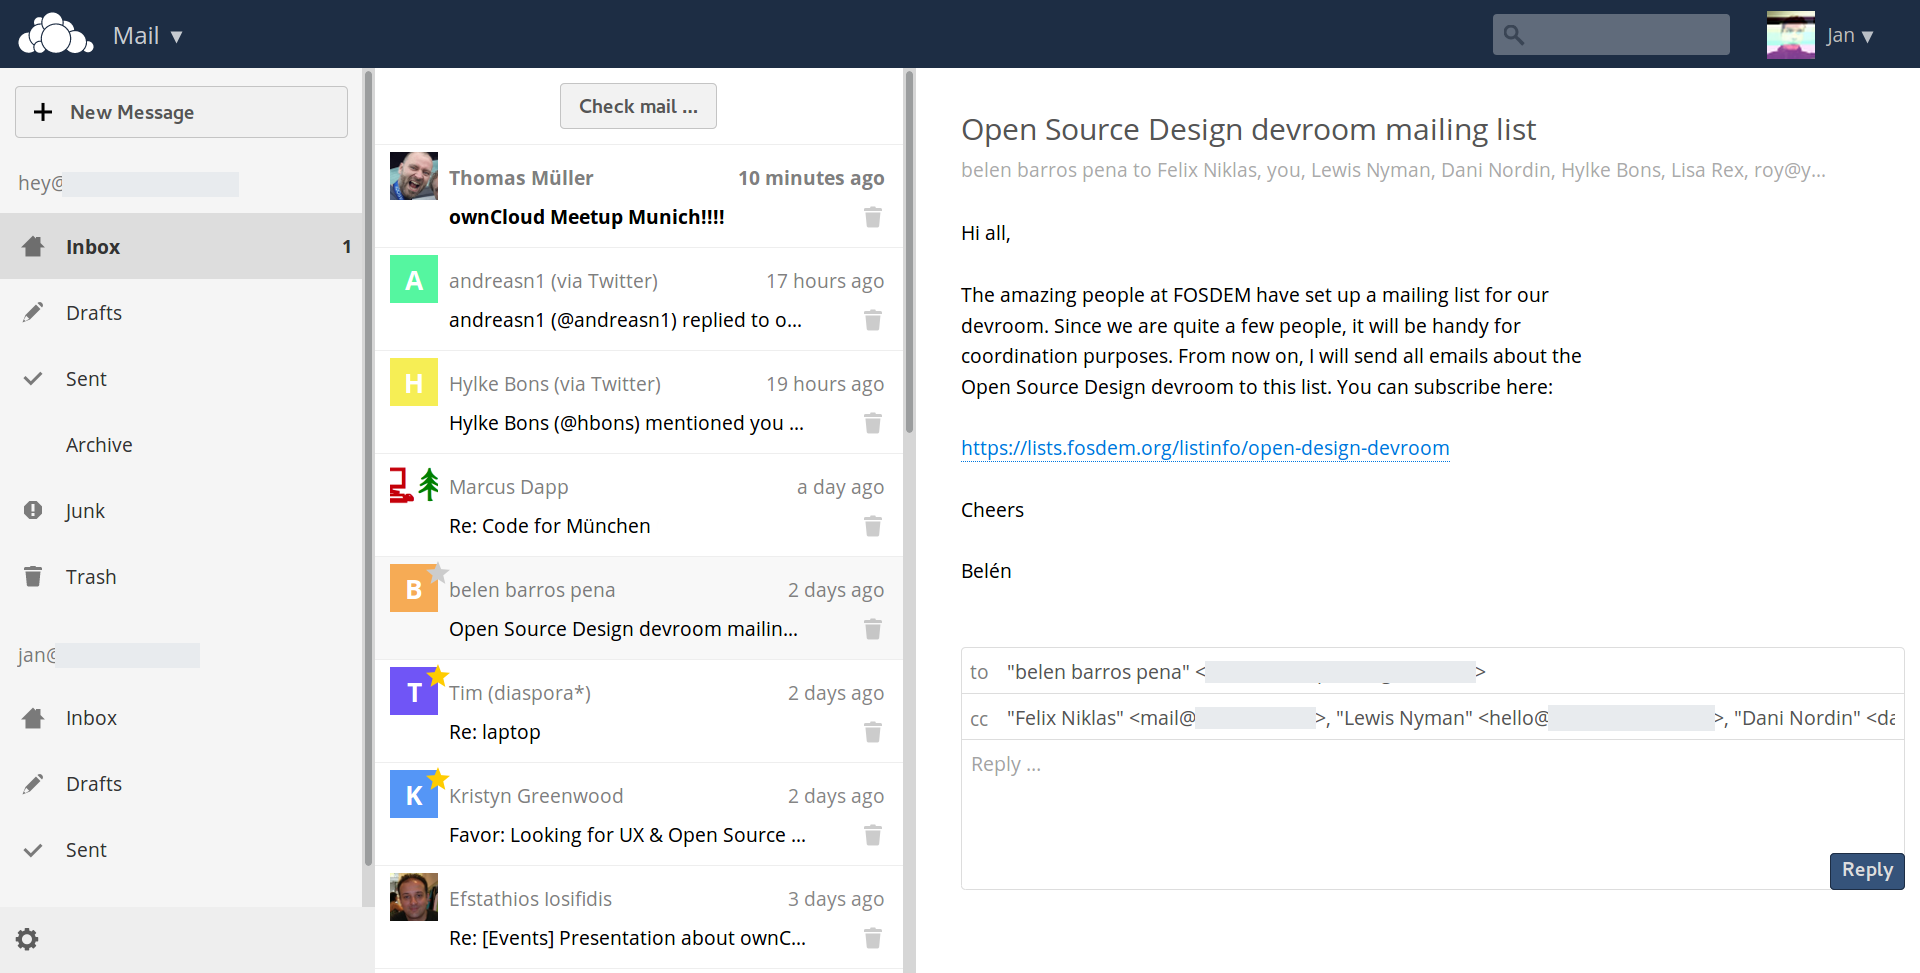 Mail ▼
Jan ▼
New Message
hey@
Inbox 1
Drafts
Sent
Archive
Junk
Trash
jan@
Inbox
Drafts
Sent
Check mail ...
Thomas Müller 10 minutes ago
ownCloud Meetup Munich!!!!
A
andreasn1 (via Twitter) 17 hours ago
andreasn1 (@andreasn1) replied to o...
H
Hylke Bons (via Twitter) 19 hours ago
Hylke Bons (@hbons) mentioned you ...
Marcus Dapp a day ago
Re: Code for München
B
belen barros pena 2 days ago
Open Source Design devroom mailin...
T
Tim (diaspora*) 2 days ago
Re: laptop
K
Kristyn Greenwood 2 days ago
Favor: Looking for UX & Open Source ...
Efstathios Iosifidis 3 days ago
Re: [Events] Presentation about ownC...
Open Source Design devroom mailing list
belen barros pena to Felix Niklas, you, Lewis Nyman, Dani Nordin, Hylke Bons, Lisa Rex, roy@y...
Hi all,
The amazing people at FOSDEM have set up a mailing list for our
devroom. Since we are quite a few people, it will be handy for
coordination purposes. From now on, I will send all emails about the
Open Source Design devroom to this list. You can subscribe here:
https://lists.fosdem.org/listinfo/open-design-devroom
Cheers
Belén
to "belen barros pena" < >
cc "Felix Niklas" <mail@ >, "Lewis Nyman" <hello@ >, "Dani Nordin" <da
Reply ...
Reply